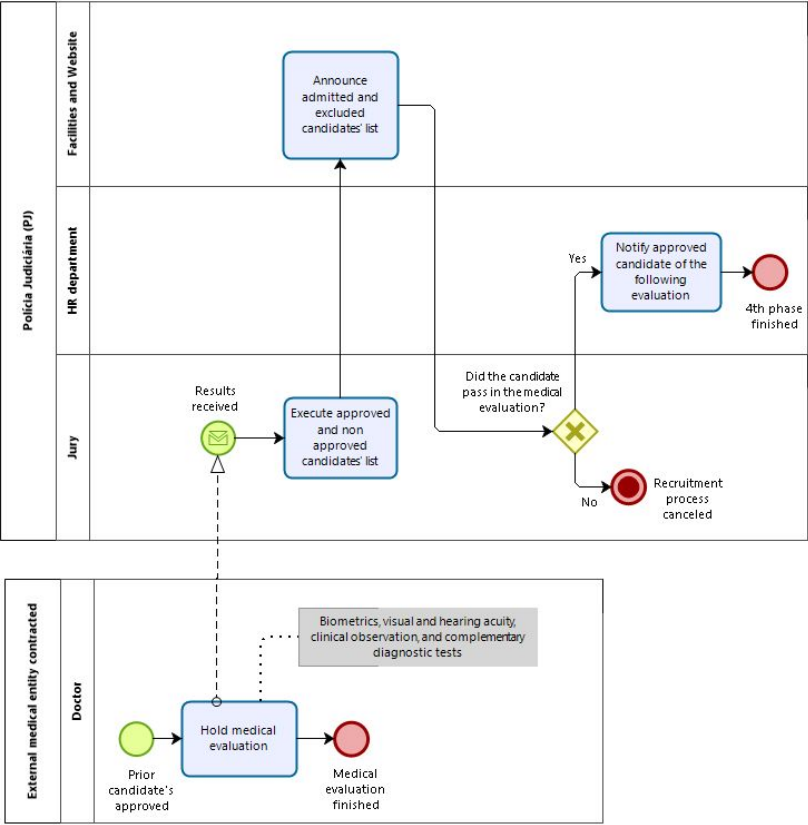 Polícia Judiciária (PJ)
Facilities and Website
Announce
admitted and
excluded
candidates' list
HR department
Yes
Notify approved
candidate of the
following
evaluation
4th phase
finished
Jury
Results
received
Execute approved
and non
approved
candidates' list
Did the candidate
pass in the medical
evaluation?
No
Recruitment
process
canceled
External medical entity contracted
Doctor
Biometrics, visual and hearing acuity,
clinical observation, and complementary
diagnostic tests
Hold medical
evaluation
Prior
candidate's
approved
Medical
evaluation
finished